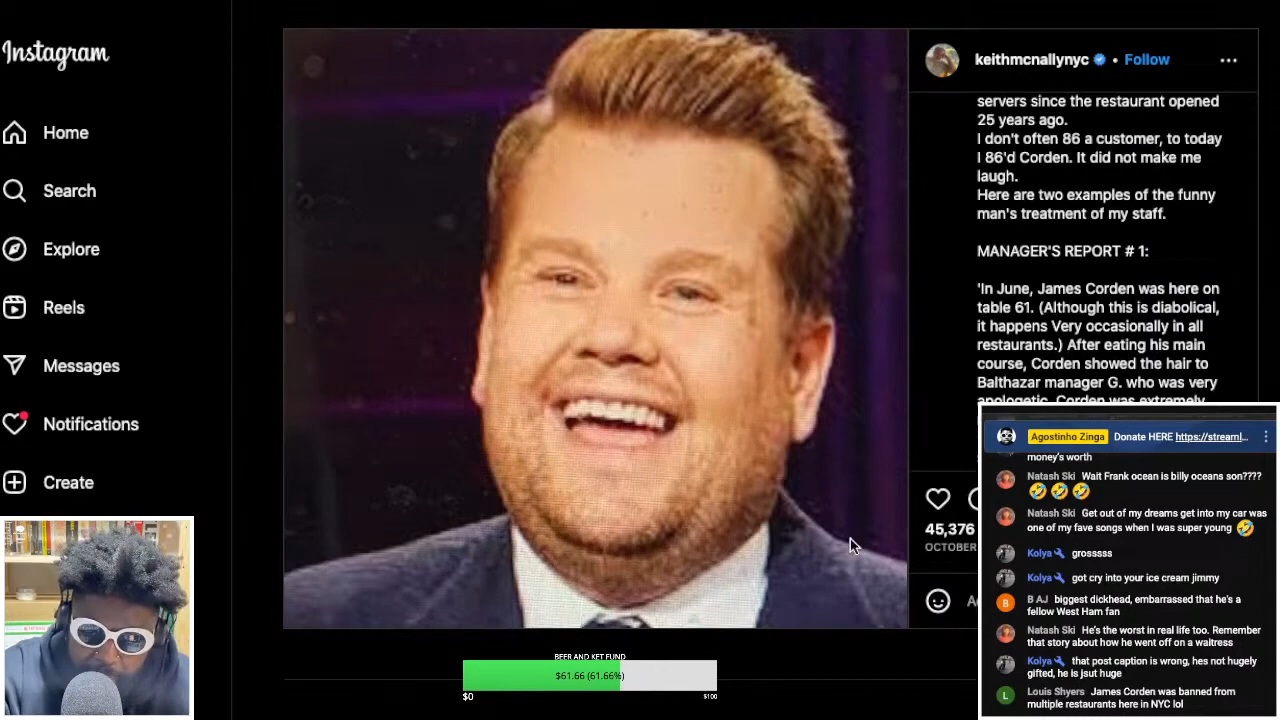 Instagram
Home
Search
Explore
Reels
Messages
Notifications
Create
keithmcnallynyc • Follow
servers since the restaurant opened
25 years ago.
I don't often 86 a customer, to today
I 86'd Corden. It did not make me
laugh.
Here are two examples of the funny
man's treatment of my staff.
MANAGER'S REPORT # 1:
'In June, James Corden was here on
table 61. (Although this is diabolical,
it happens Very occasionally in all
restaurants.) After eating his main
course, Corden showed the hair to
Balthazar manager G. who was very
apologetic. Corden was extremely
45,376
OCTOBER
Agostinho Zinga Donate HERE https://streaml...
money's worth
Natash Ski Wait Frank ocean is billy oceans son????
🤣 🤣 🤣
Natash Ski Get out of my dreams get into my car was
one of my fave songs when I was super young 🤣
Kolya grosssss
Kolya got cry into your ice cream jimmy
B AJ biggest dickhead, embarrassed that he's a
fellow West Ham fan
Natash Ski He's the worst in real life too. Remember
that story about how he went off on a waitress
Kolya that post caption is wrong, hes not hugely
gifted, he is jsut huge
Louis Shyers James Corden was banned from
multiple restaurants here in NYC lol
BEER AND KET FUND
$61.66 (61.66%)
$0
$100